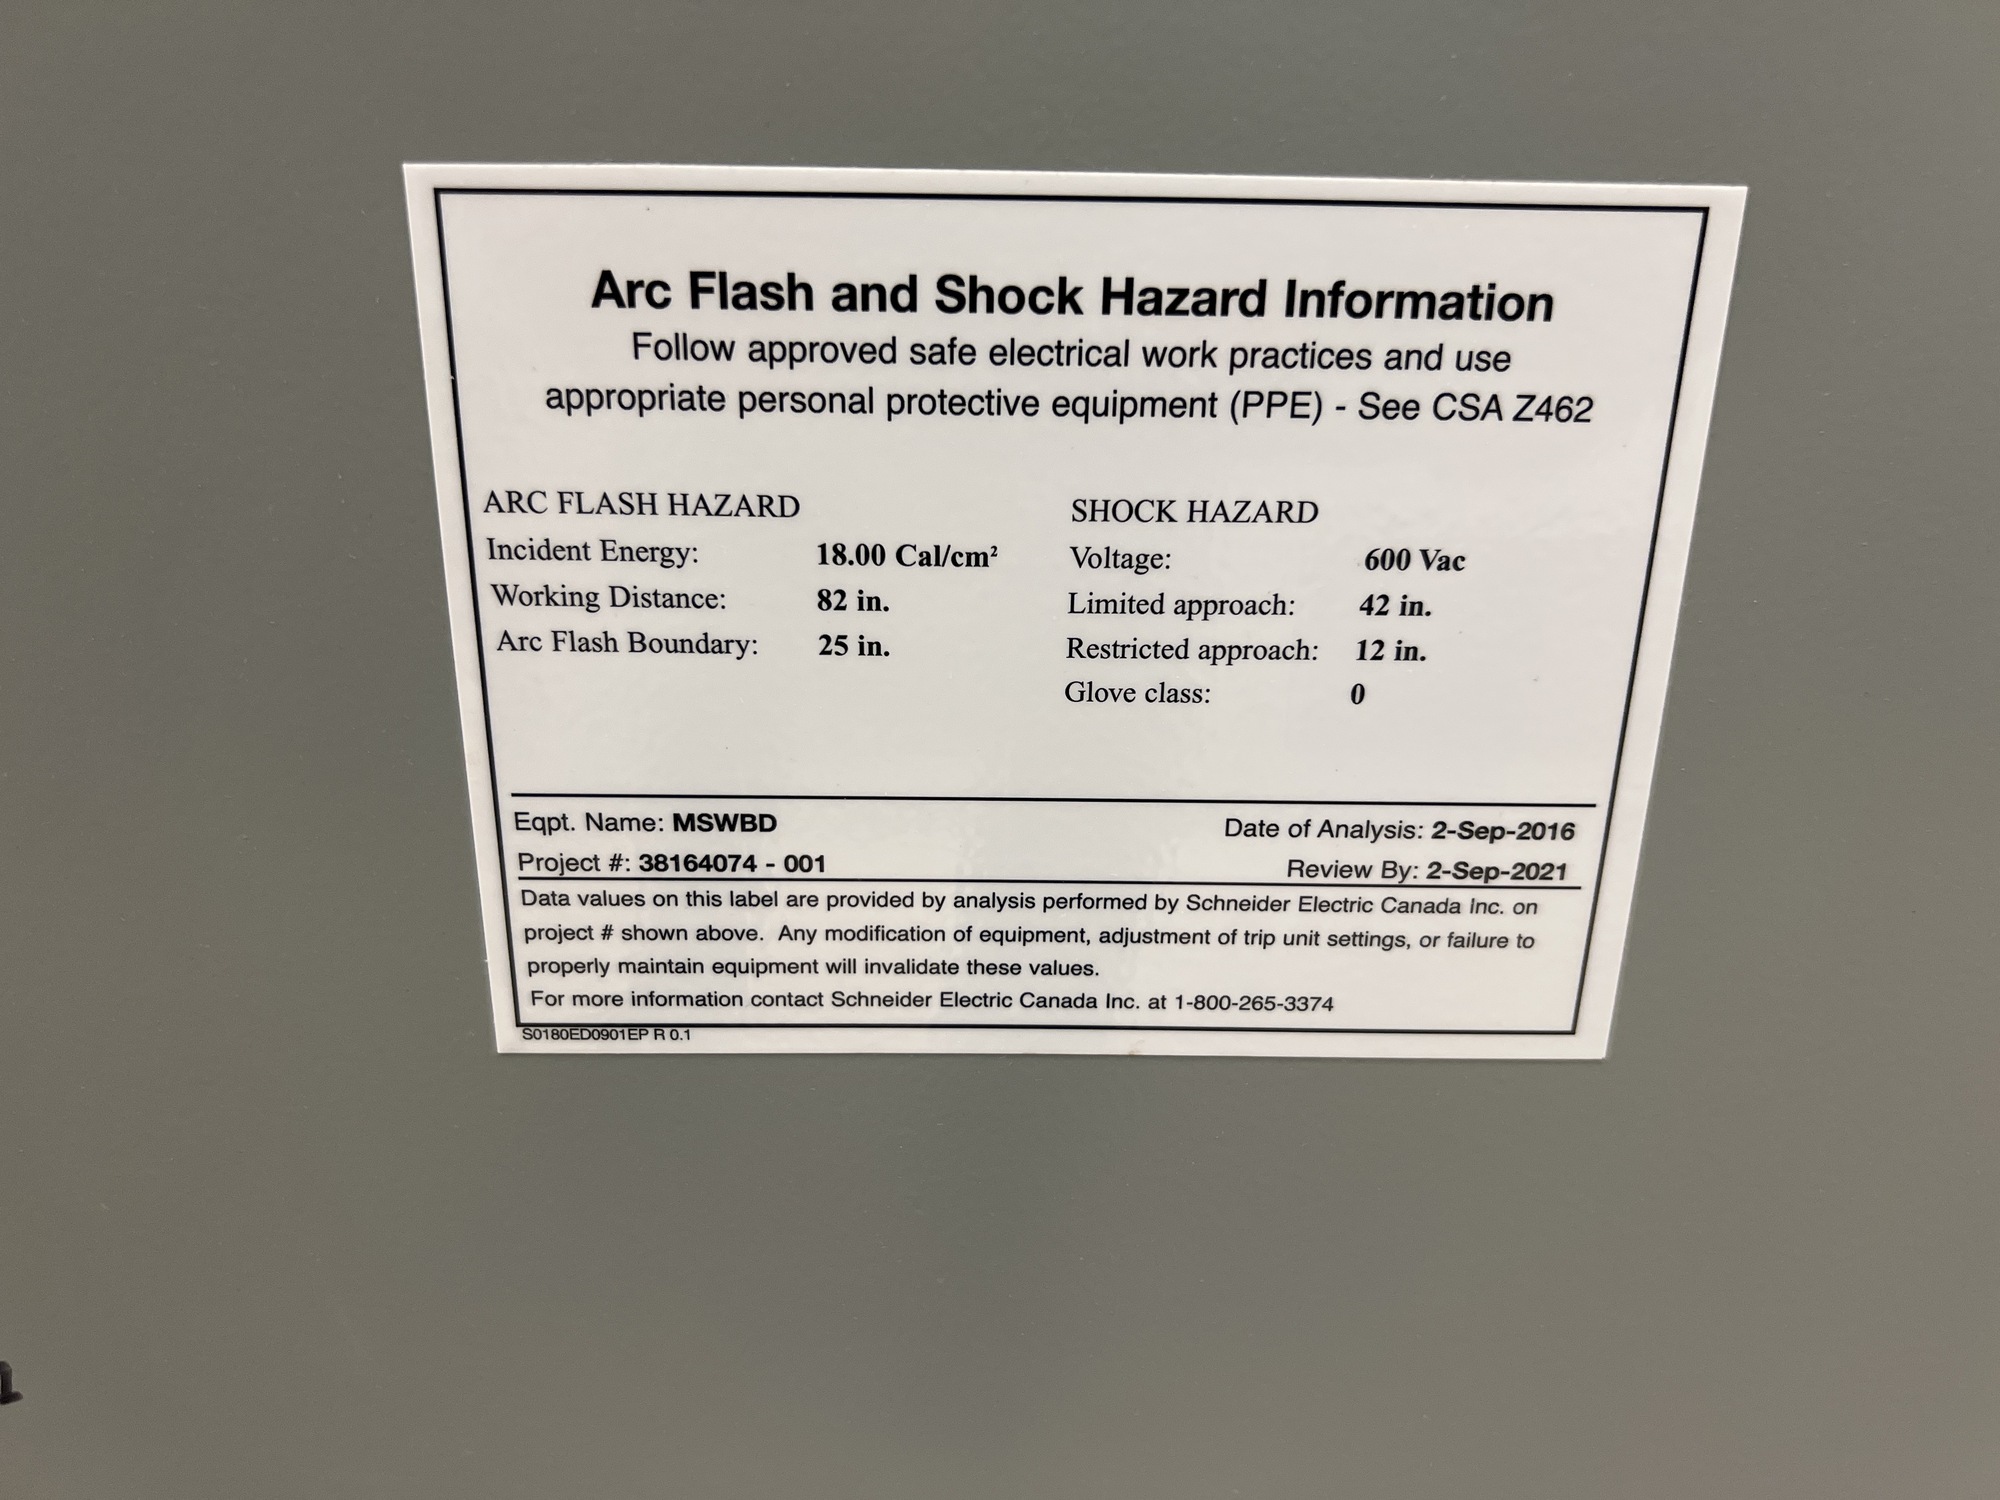 Arc Flash and Shock Hazard Information
Follow approved safe electrical work practices and use
appropriate personal protective equipment (PPE) - See CSA Z462
ARC FLASH HAZARD
Incident Energy: 18.00 Cal/cm²
Working Distance: 82 in.
Arc Flash Boundary: 25 in.
SHOCK HAZARD
Voltage: 600 Vac
Limited approach: 42 in.
Restricted approach: 12 in.
Glove class: 0
Eqpt. Name: MSWBD
Project #: 38164074 - 001
Date of Analysis: 2-Sep-2016
Review By: 2-Sep-2021
Data values on this label are provided by analysis performed by Schneider Electric Canada Inc. on
project # shown above. Any modification of equipment, adjustment of trip unit settings, or failure to
properly maintain equipment will invalidate these values.
For more information contact Schneider Electric Canada Inc. at 1-800-265-3374
S0180ED0901EP R 0.1